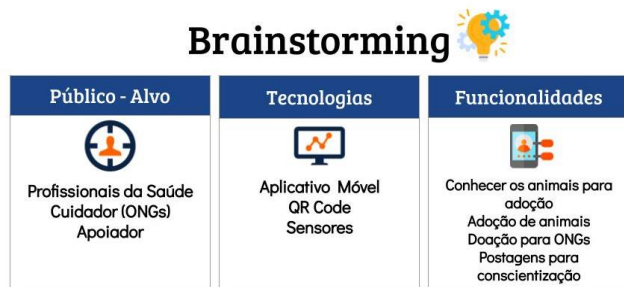 Brainstorming
Público - Alvo
Profissionais da Saúde
Cuidador (ONGs)
Apoiador
Tecnologias
Aplicativo Móvel
QR Code
Sensores
Funcionalidades
Conhecer os animais para
adoção
Adoção de animais
Doação para ONGs
Postagens para
conscientização